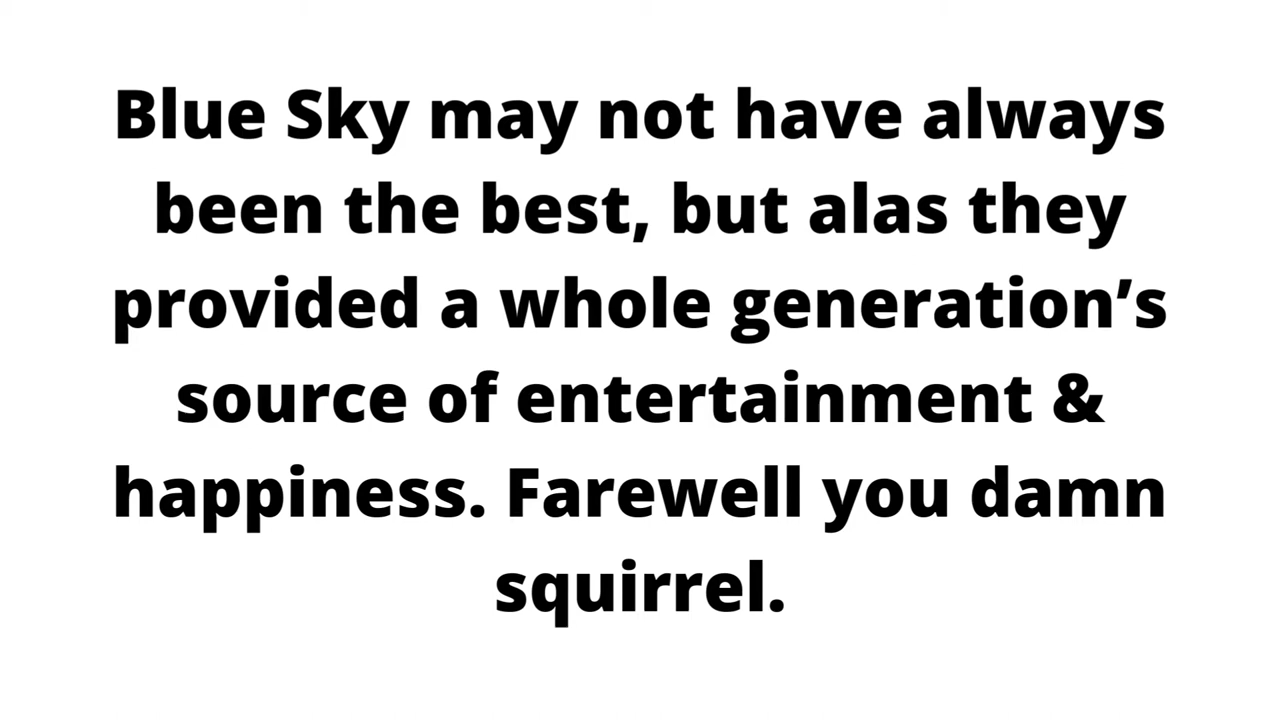 Blue Sky may not have always
been the best, but alas they
provided a whole generation’s
source of entertainment &
happiness. Farewell you damn
squirrel.